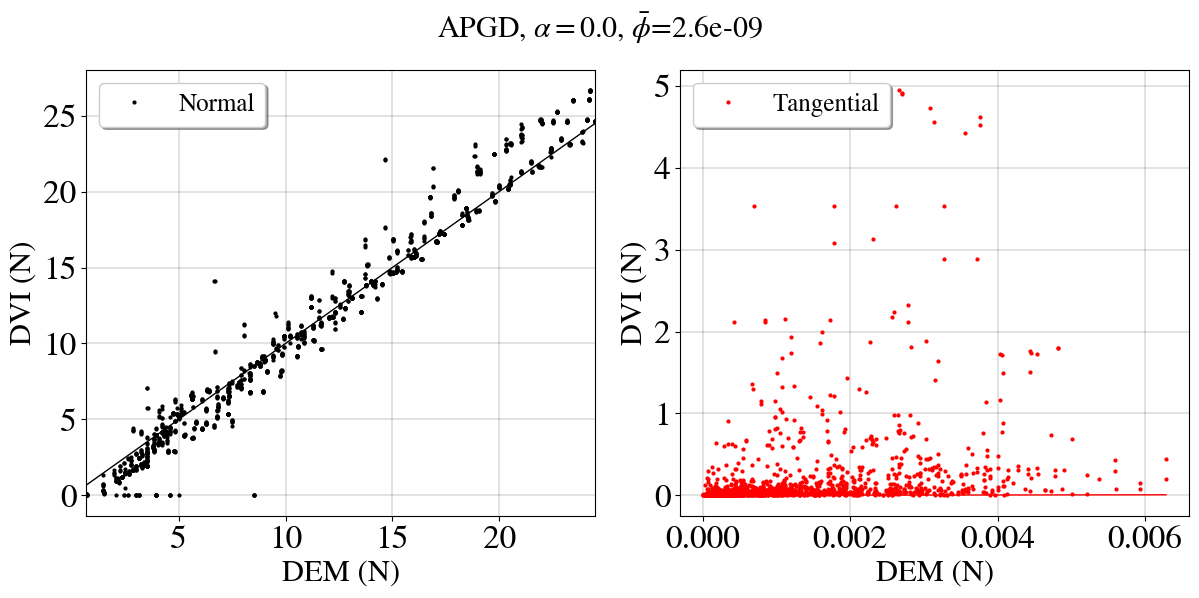 APGD, α = 0.0, ϕ̄=2.6e-09
Normal
DVI (N)
25
20
15
10
5
0
5 10 15 20
DEM (N)
Tangential
DVI (N)
5
4
3
2
1
0
0.000 0.002 0.004 0.006
DEM (N)